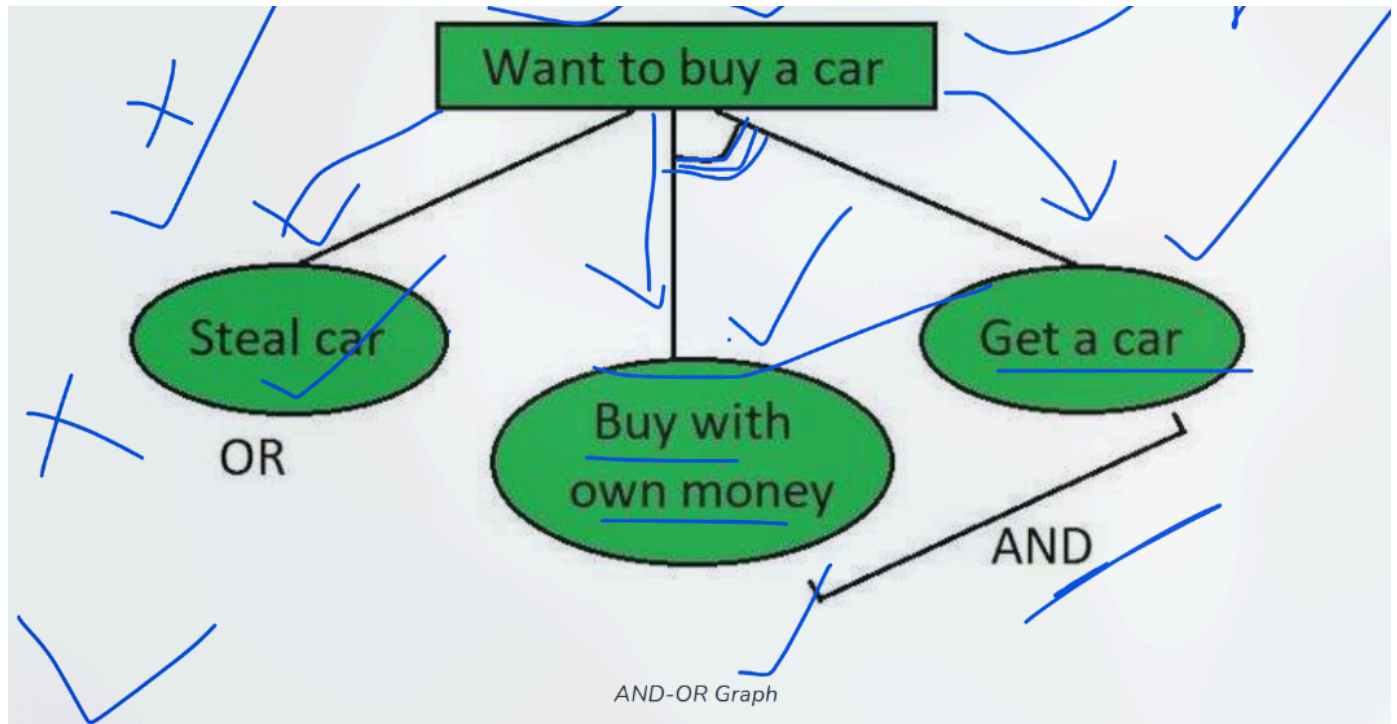 Want to buy a car
Steal car
Get a car
Buy with
own money
OR
AND
AND-OR Graph